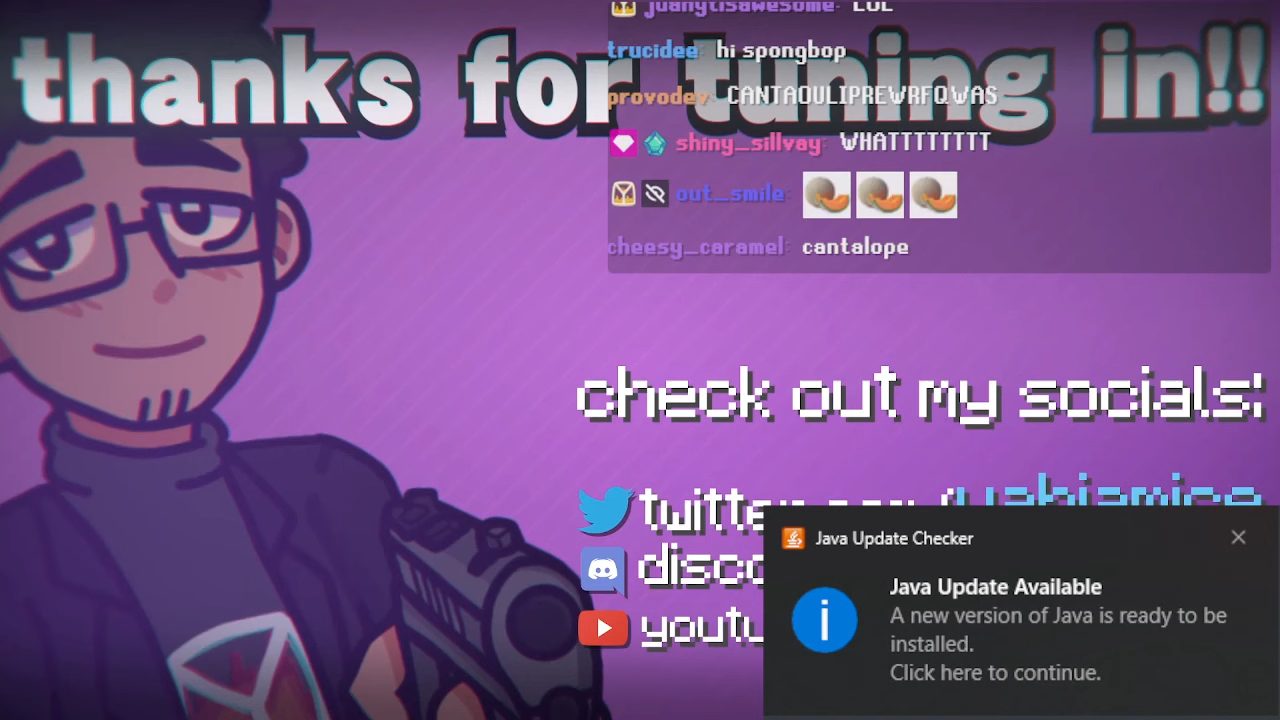 thanks for tuning in!!
juanytisawesome: LOL
trucidee: hi spongbop
provodev: CANTAOULIPREWRFQWAS
shiny_sillvay: WHATTTTTTTT
out_smile:
cheesy_caramel: cantalope
check out my socials:
Java Update Checker
Java Update Available
A new version of Java is ready to be
installed.
Click here to continue.